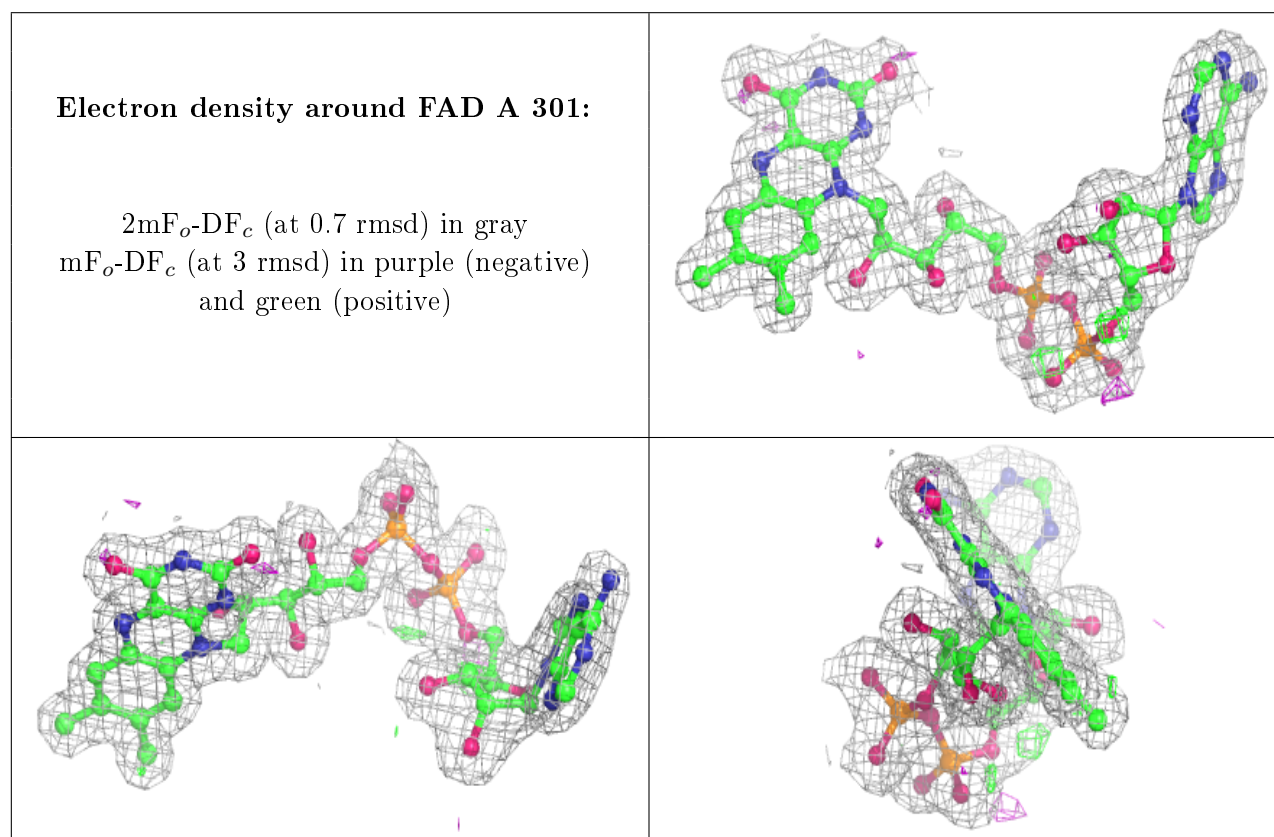 Electron density around FAD A 301:
2mFₒ-DF𝒸 (at 0.7 rmsd) in gray
mFₒ-DF𝒸 (at 3 rmsd) in purple (negative)
and green (positive)